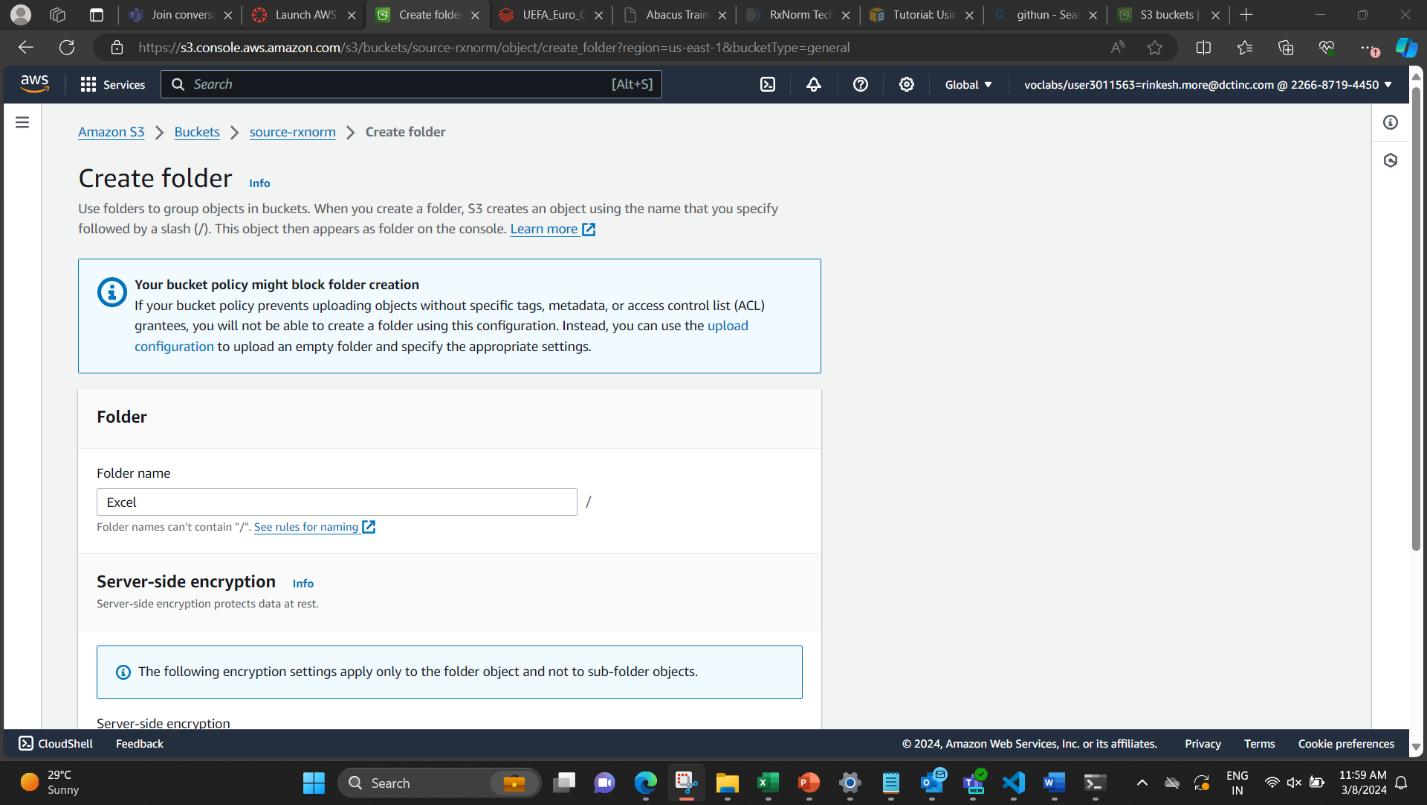 Join convers
Launch AWS
Create folder
UEFA_Euro_
Abacus Train
RxNorm Tech
Tutorial: Usin
githun - Sea
S3 buckets |
https://s3.console.aws.amazon.com/s3/buckets/source-rxnorm/object/create_folder?region=us-east-1&bucketType=general
1
aws
Services
Search
[Alt+S]
Global
voclabs/user3011563=rinkesh.more@dctinc.com @ 2266-8719-4450
Amazon S3 > Buckets > source-rxnorm > Create folder
Create folder Info
Use folders to group objects in buckets. When you create a folder, S3 creates an object using the name that you specify
followed by a slash (/). This object then appears as folder on the console. Learn more
Your bucket policy might block folder creation
If your bucket policy prevents uploading objects without specific tags, metadata, or access control list (ACL)
grantees, you will not be able to create a folder using this configuration. Instead, you can use the upload
configuration to upload an empty folder and specify the appropriate settings.
Folder
Folder name
Excel /
Folder names can't contain "/". See rules for naming
Server-side encryption Info
Server-side encryption protects data at rest.
The following encryption settings apply only to the folder object and not to sub-folder objects.
Server-side encryption
CloudShell
Feedback
© 2024, Amazon Web Services, Inc. or its affiliates.
Privacy
Terms
Cookie preferences
29°C
Sunny
Search
NEW
ENG
IN
11:59 AM
3/8/2024